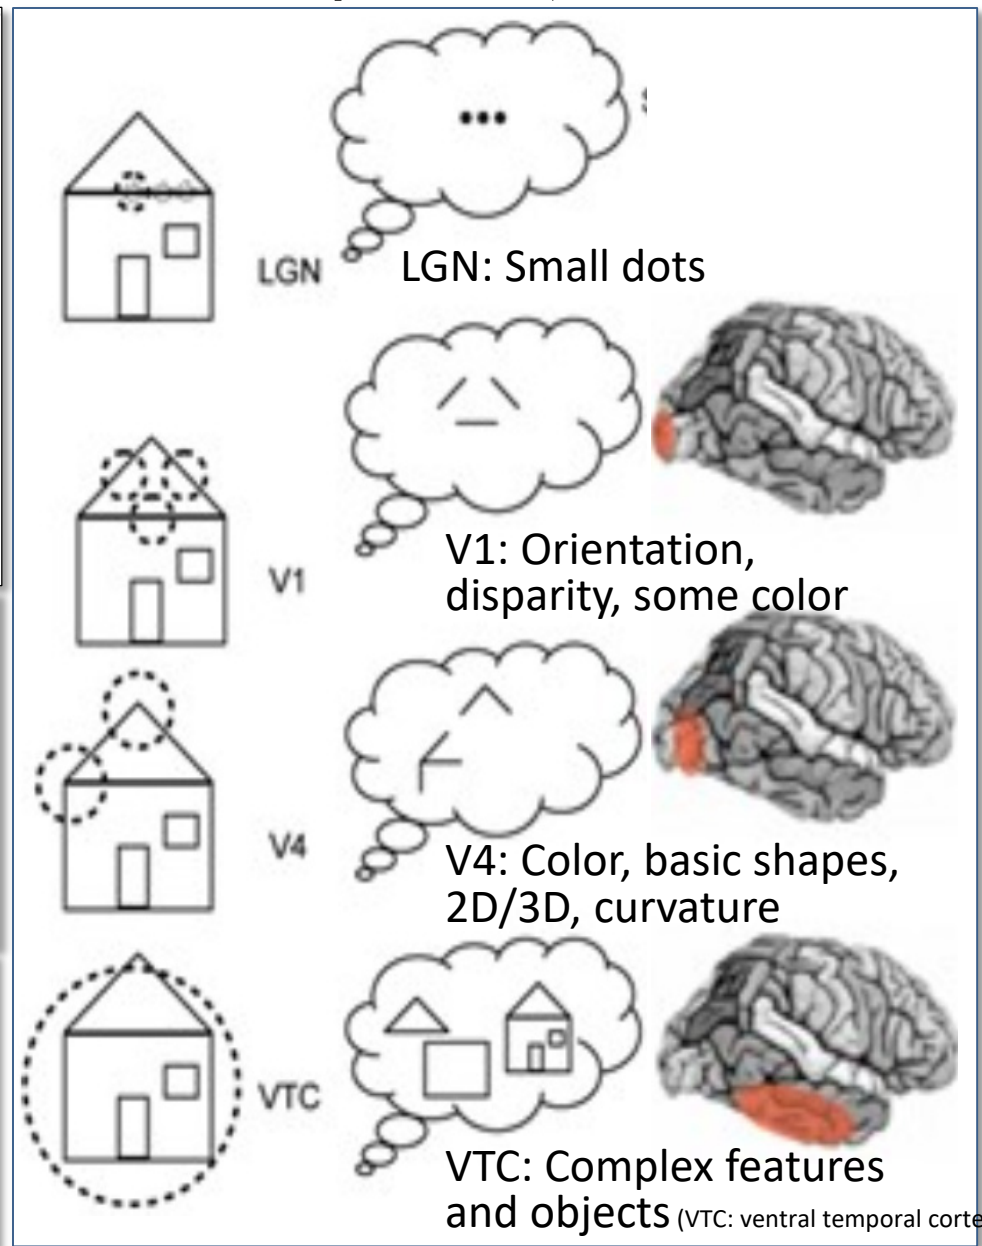 LGN
LGN: Small dots
V1
V1: Orientation,
disparity, some color
V4
V4: Color, basic shapes,
2D/3D, curvature
VTC
VTC: Complex features
and objects (VTC: ventral temporal corte